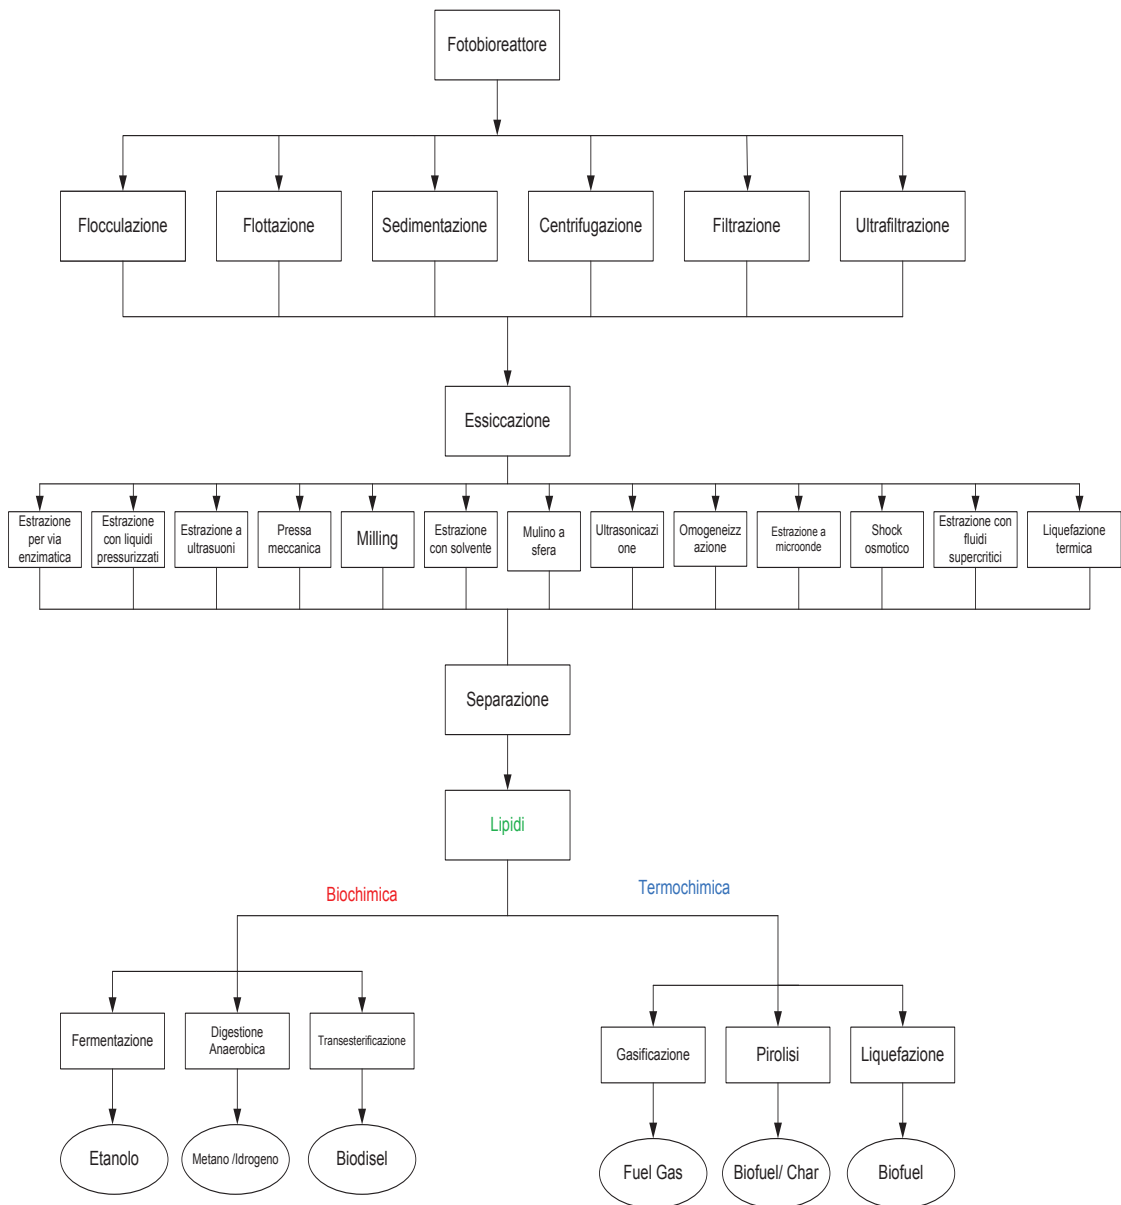 Fotobioreattore
Flocculazione
Flottazione
Sedimentazione
Centrifugazione
Filtrazione
Ultrafiltrazione
Essiccazione
Estrazione
per via
enzimatica
Estrazione
con liquidi
pressurizzati
Estrazione a
ultrasuoni
Pressa
meccanica
Milling
Estrazione
con solvente
Mulino a
sfera
Ultrasonicazi
one
Omogeneizz
azione
Estrazione a
microonde
Shock
osmotico
Estrazione con
fluidi
supercritici
Liquefazione
termica
Separazione
Lipidi
Biochimica
Termochimica
Fermentazione
Digestione
Anaerobica
Transesterificazione
Gasificazione
Pirolisi
Liquefazione
Etanolo
Metano /Idrogeno
Biodisel
Fuel Gas
Biofuel/ Char
Biofuel